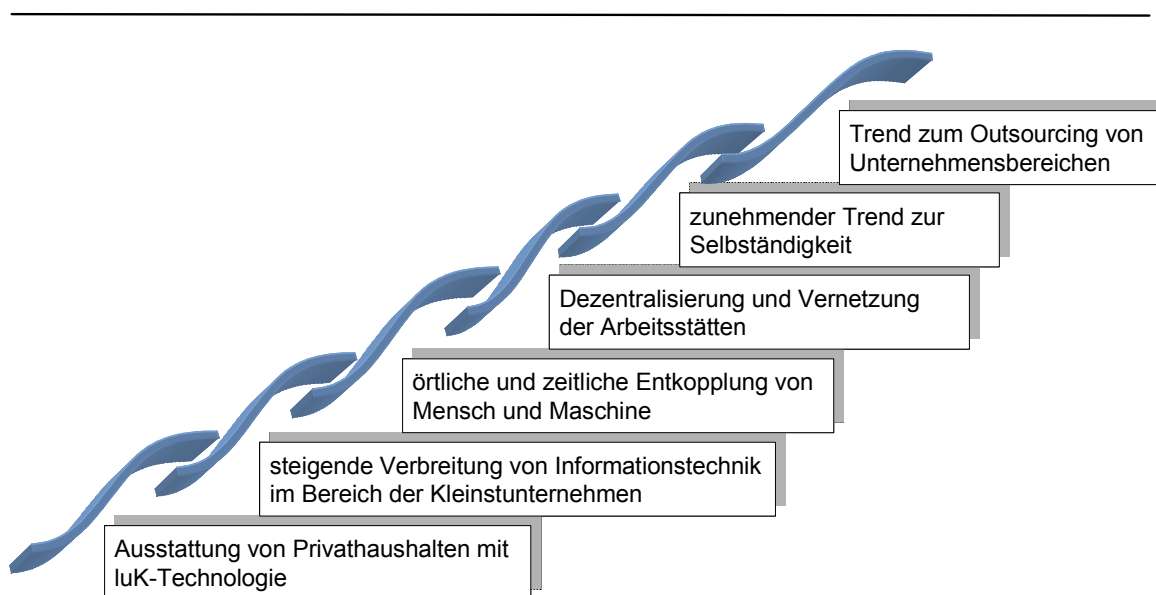 Trend zum Outsourcing von
Unternehmensbereichen
zunehmender Trend zur
Selbständigkeit
Dezentralisierung und Vernetzung
der Arbeitsstätten
örtliche und zeitliche Entkopplung von
Mensch und Maschine
steigende Verbreitung von Informationstechnik
im Bereich der Kleinstunternehmen
Ausstattung von Privathaushalten mit
IuK-Technologie